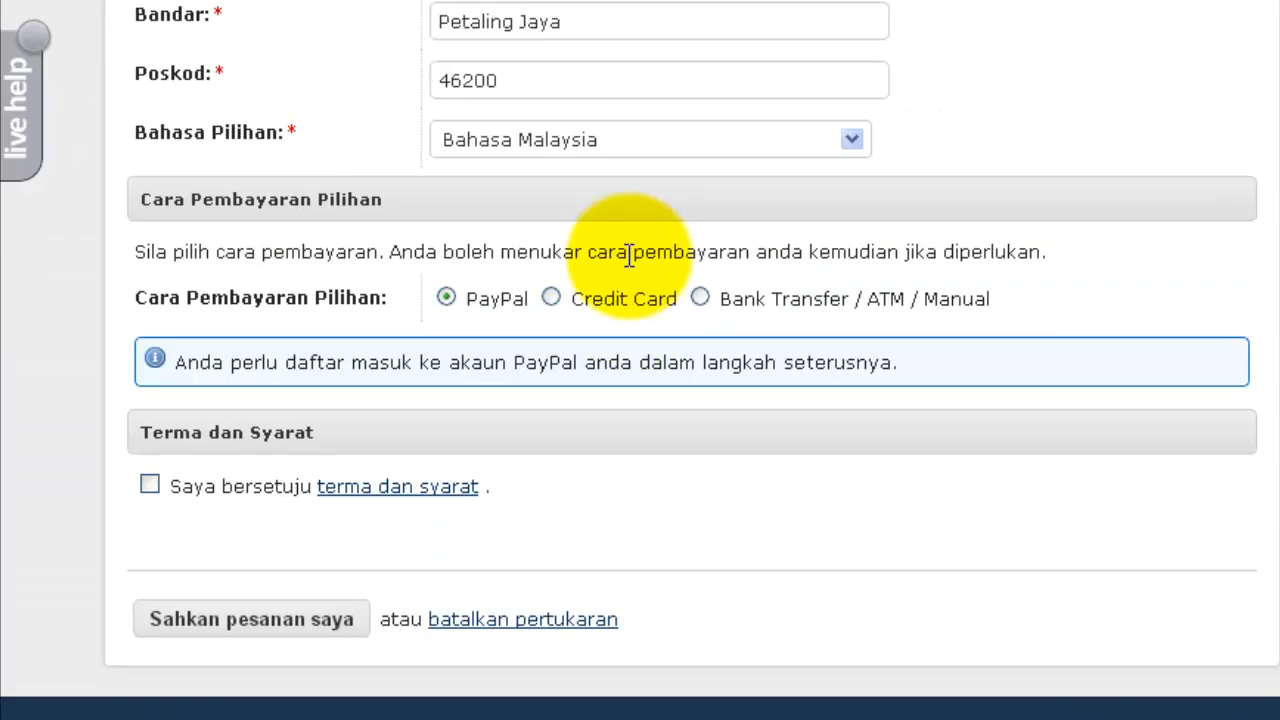 live help
Bandar: *
Petaling Jaya
Poskod: *
46200
Bahasa Pilihan: *
Bahasa Malaysia
Cara Pembayaran Pilihan
Sila pilih cara pembayaran. Anda boleh menukar cara pembayaran anda kemudian jika diperlukan.
Cara Pembayaran Pilihan:
PayPal Credit Card Bank Transfer / ATM / Manual
Anda perlu daftar masuk ke akaun PayPal anda dalam langkah seterusnya.
Terma dan Syarat
Saya bersetuju terma dan syarat .
Sahkan pesanan saya atau batalkan pertukaran